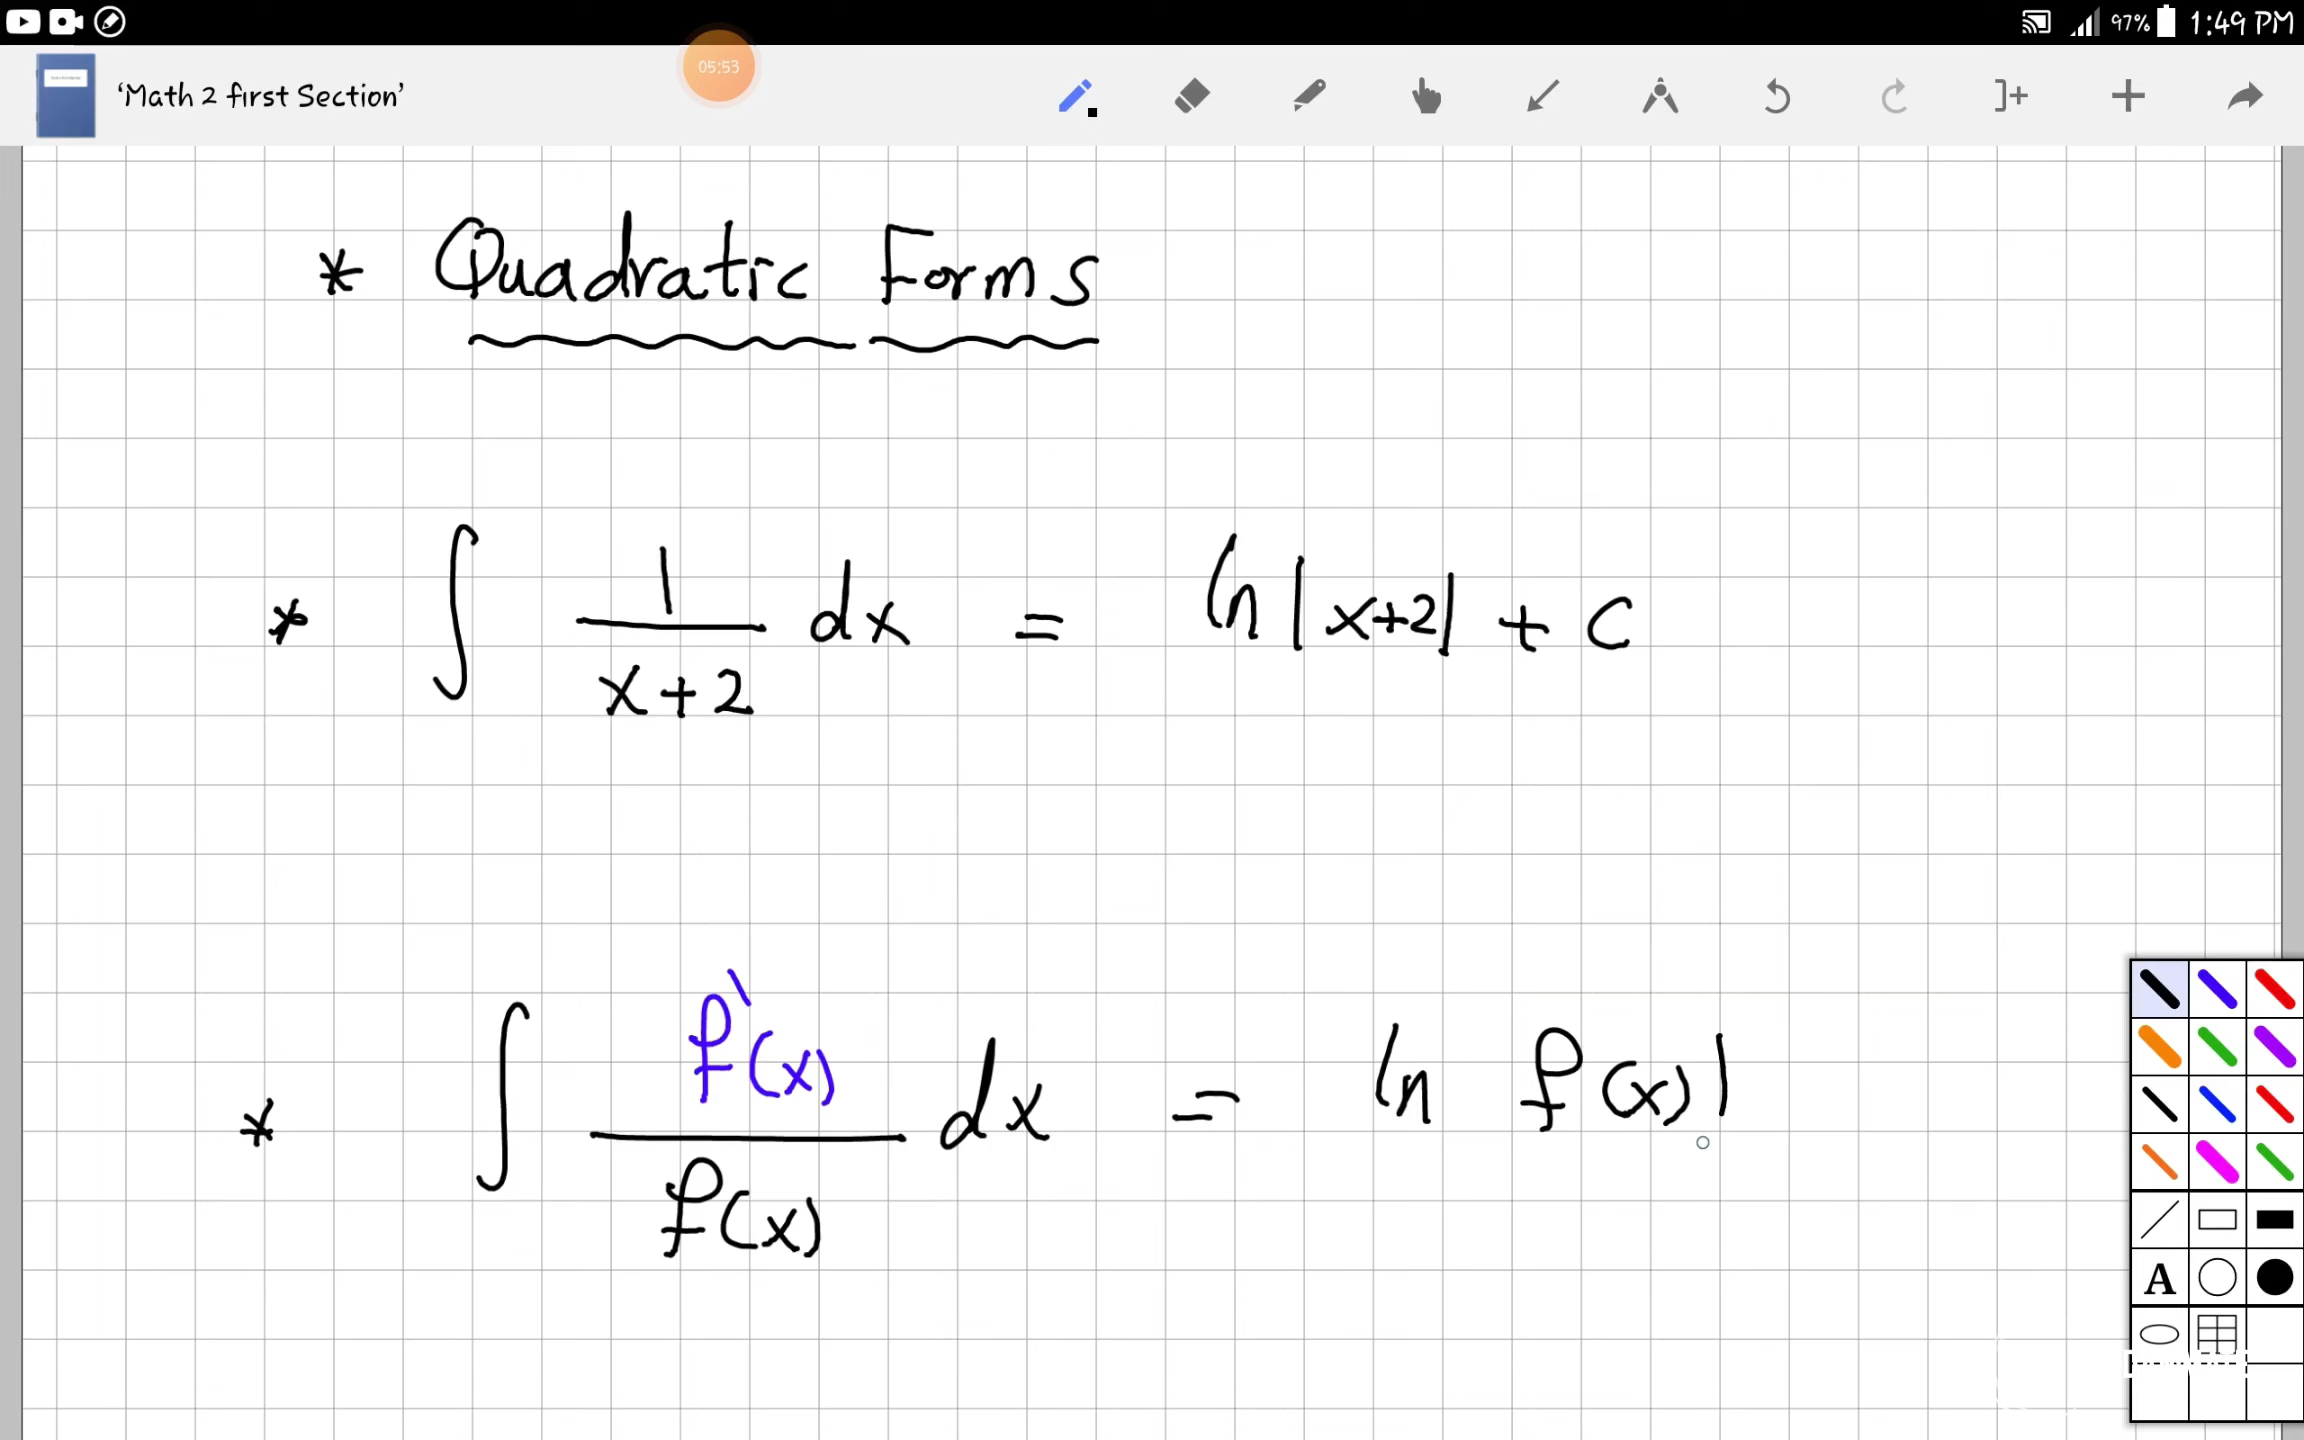 97% 1:49 PM
05:53
'Math 2 first Section'
* Quadratic Forms
* ∫ 1/(x+2) dx = ln |x+2| + c
* ∫ f'(x)/f(x) dx = ln f(x)|
A